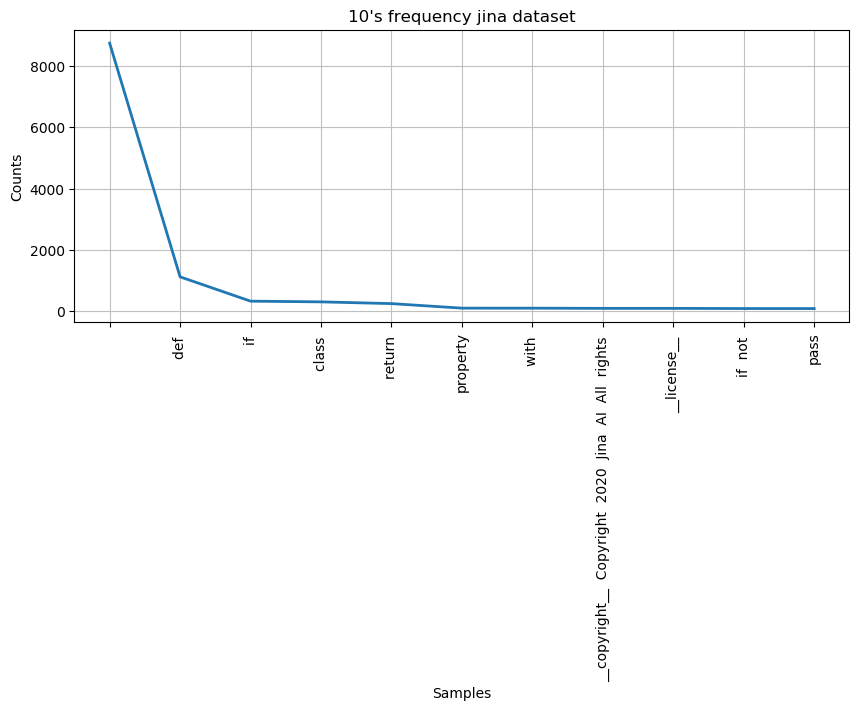 10's frequency jina dataset
Counts
8000
6000
4000
2000
0
def
if
class
return
property
with
__copyright__ Copyright 2020 Jina AI All rights
__license__
if not
pass
Samples